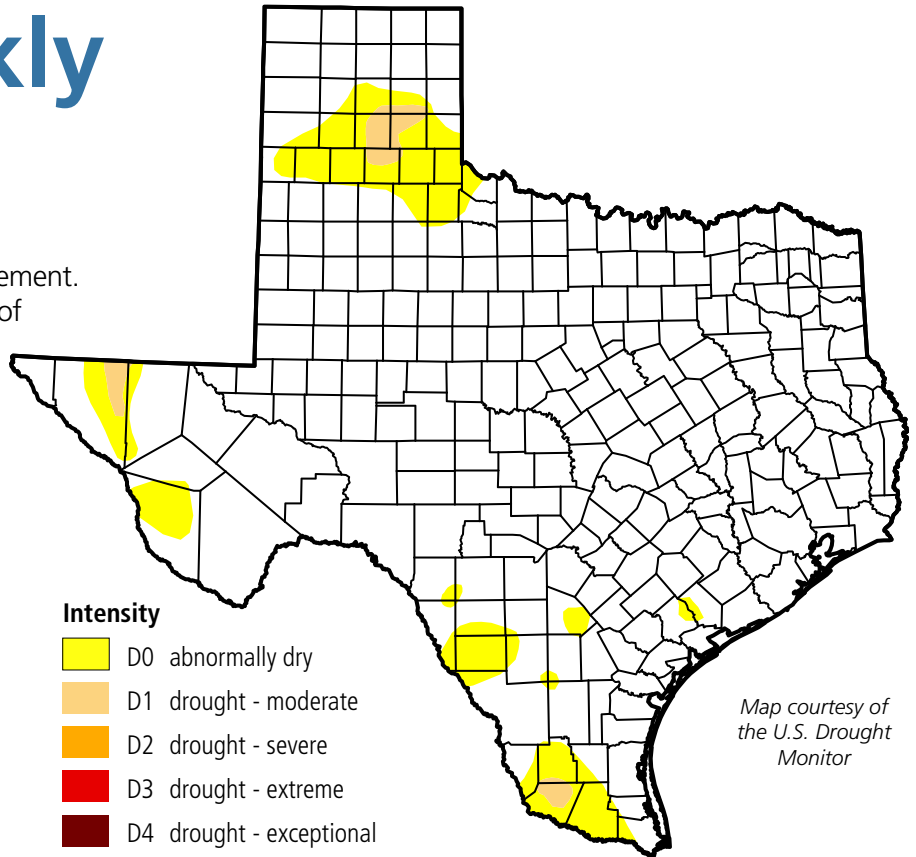 kly
ement.
of
Intensity
D0 abnormally dry
D1 drought - moderate
D2 drought - severe
D3 drought - extreme
D4 drought - exceptional
Map courtesy of
the U.S. Drought
Monitor